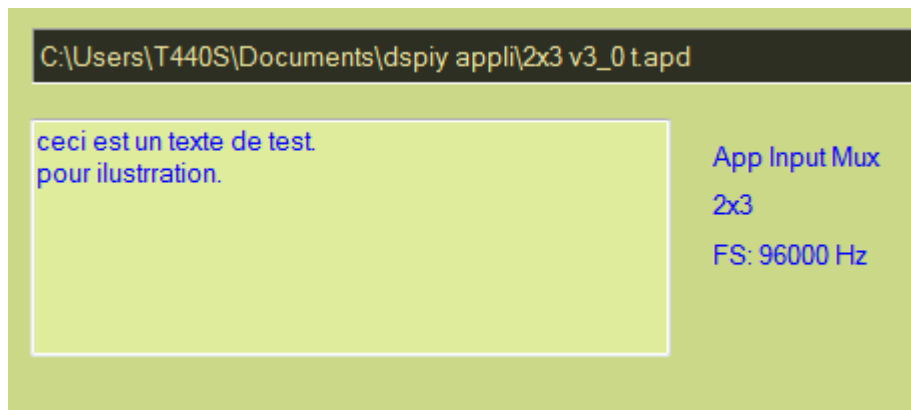 C:\Users\T440S\Documents\dspiy appli\2x3 v3_0 t.apd
ceci est un texte de test.
pour ilustrration.
App Input Mux
2x3
FS: 96000 Hz